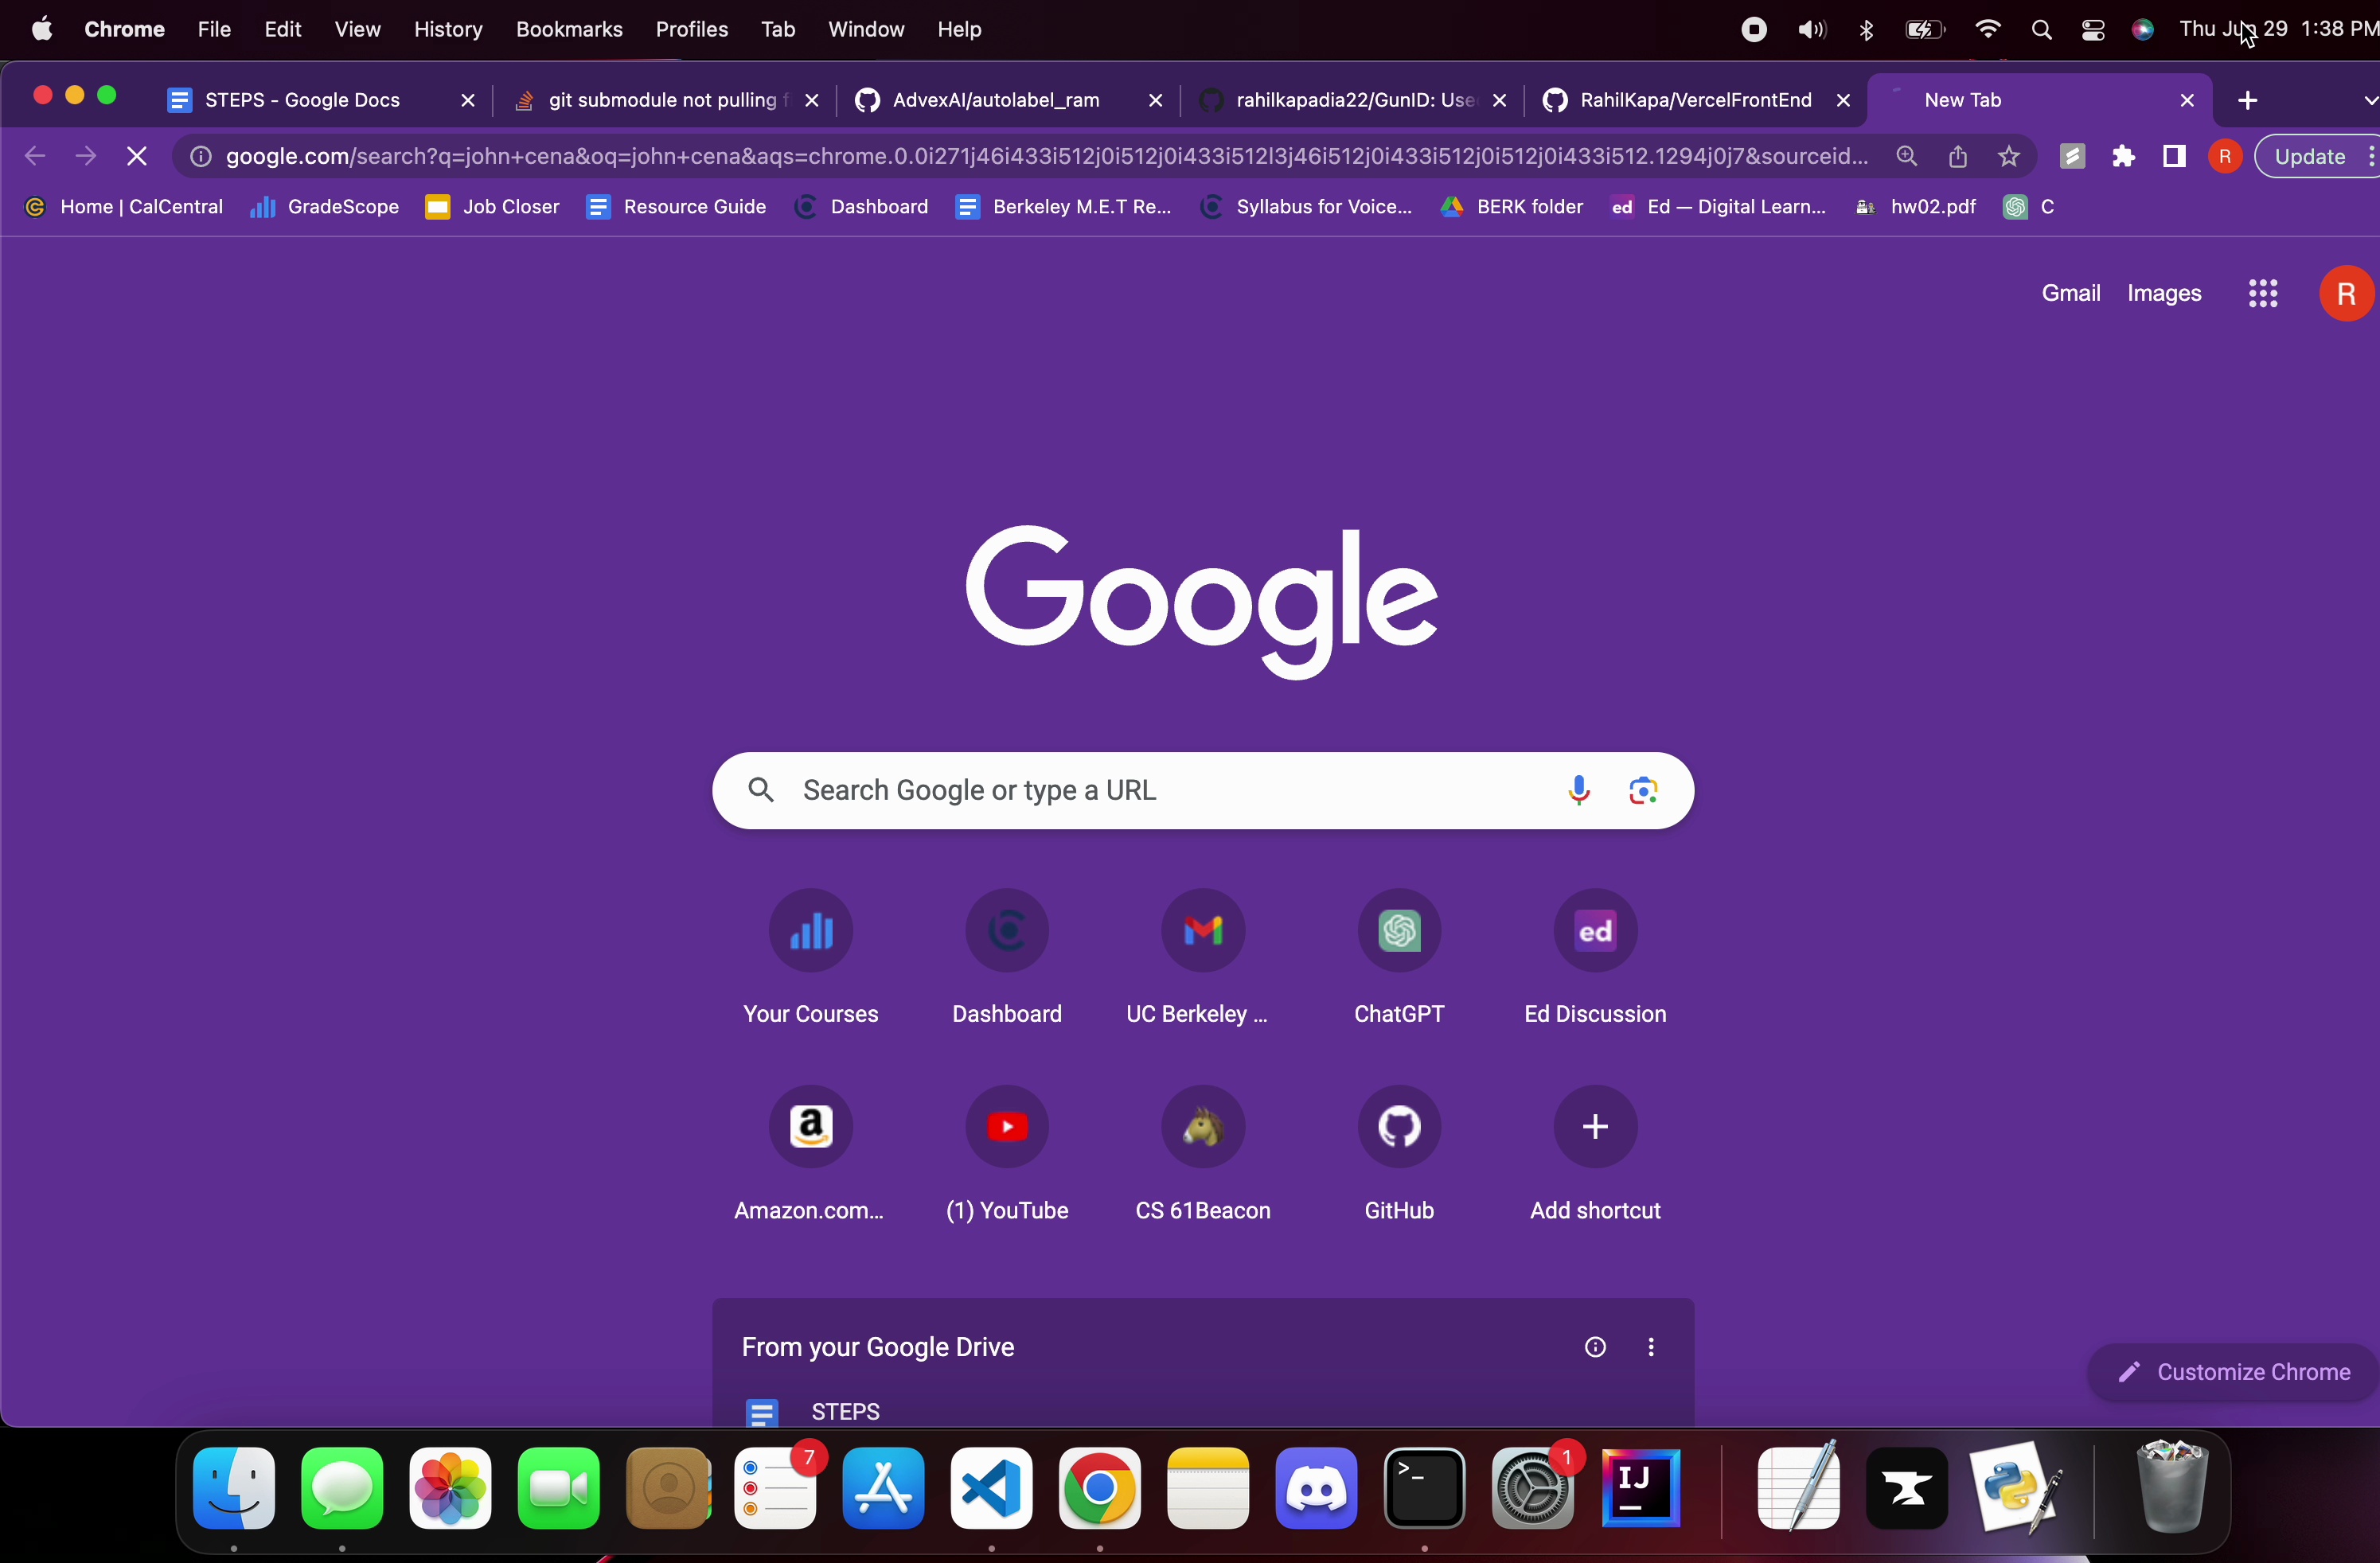 Chrome File Edit View History Bookmarks Profiles Tab Window Help Thu Jun 29 1:38 PM
STEPS - Google Docs git submodule not pulling AdvexAI/autolabel_ram rahilkapadia22/GunID: Use RahilKapa/VercelFrontEnd New Tab
google.com/search?q=john+cena&oq=john+cena&aqs=chrome.0.0i271j46i433i512j0i512j0i433i512l3j46i512j0i433i512j0i512j0i433i512.1294j0j7&sourceid... R Update
Home | CalCentral GradeScope Job Closer Resource Guide Dashboard Berkeley M.E.T Re... Syllabus for Voice... BERK folder ed Ed — Digital Learn... hw02.pdf C
Gmail Images R
Google
Search Google or type a URL
ed
Your Courses Dashboard UC Berkeley ... ChatGPT Ed Discussion
a
Amazon.com... (1) YouTube CS 61Beacon GitHub Add shortcut
From your Google Drive
Customize Chrome
STEPS
7 1
IJ